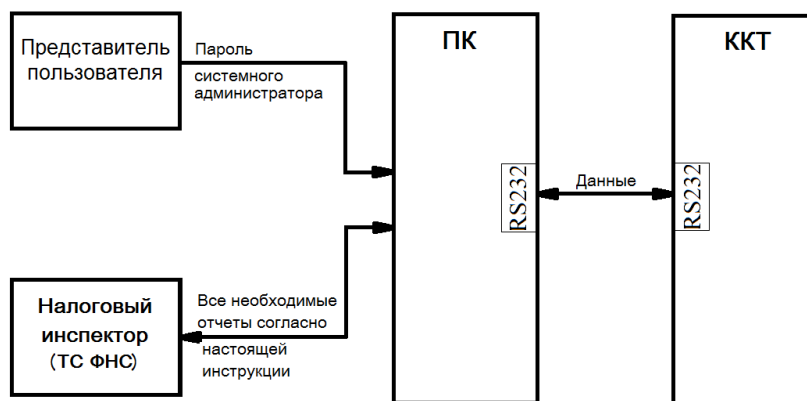 Представитель
пользователя
Пароль
системного
администратора
ПК
ККТ
RS232
Данные
RS232
Налоговый
инспектор
(ТС ФНС)
Все необходимые
отчеты согласно
настоящей
инструкции